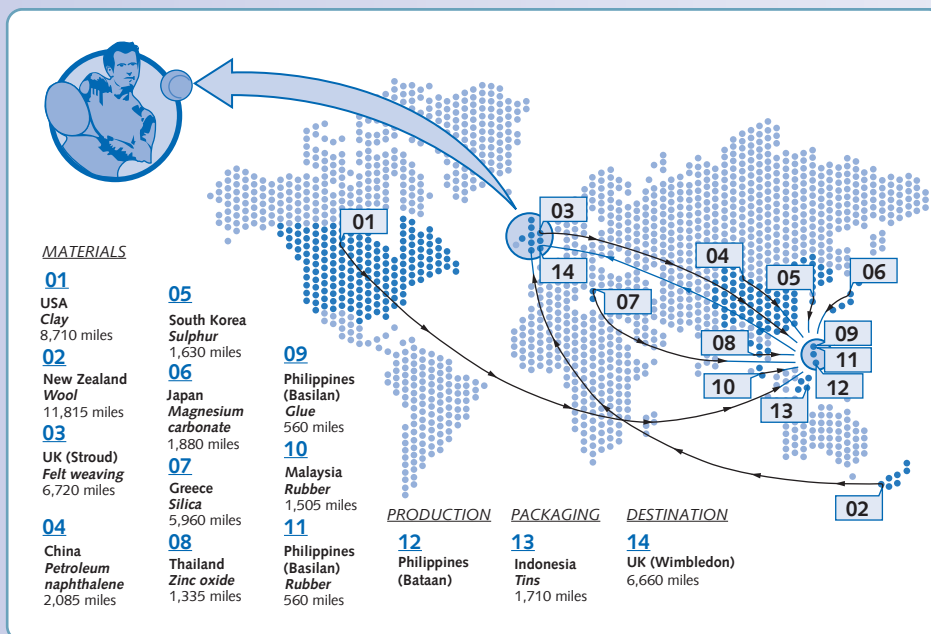 MATERIALS
01
USA
Clay
8,710 miles
02
New Zealand
Wool
11,815 miles
03
UK (Stroud)
Felt weaving
6,720 miles
04
China
Petroleum
naphthalene
2,085 miles
05
South Korea
Sulphur
1,630 miles
06
Japan
Magnesium
carbonate
1,880 miles
07
Greece
Silica
5,960 miles
08
Thailand
Zinc oxide
1,335 miles
09
Philippines
(Basilan)
Glue
560 miles
10
Malaysia
Rubber
1,505 miles
11
Philippines
(Basilan)
Rubber
560 miles
PRODUCTION
12
Philippines
(Bataan)
PACKAGING
13
Indonesia
Tins
1,710 miles
DESTINATION
14
UK (Wimbledon)
6,660 miles
01
03
14
07
04
05
06
08
09
11
10
12
13
02